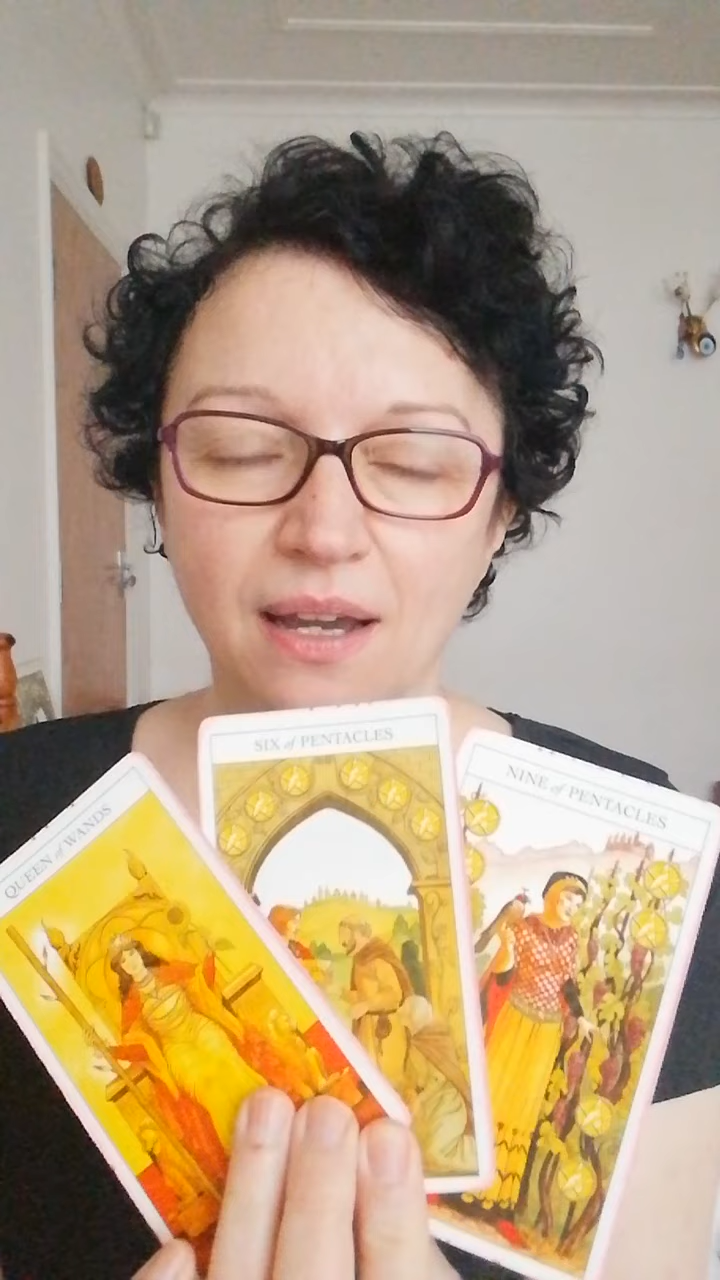 QUEEN of WANDS
SIX of PENTACLES
NINE of PENTACLES